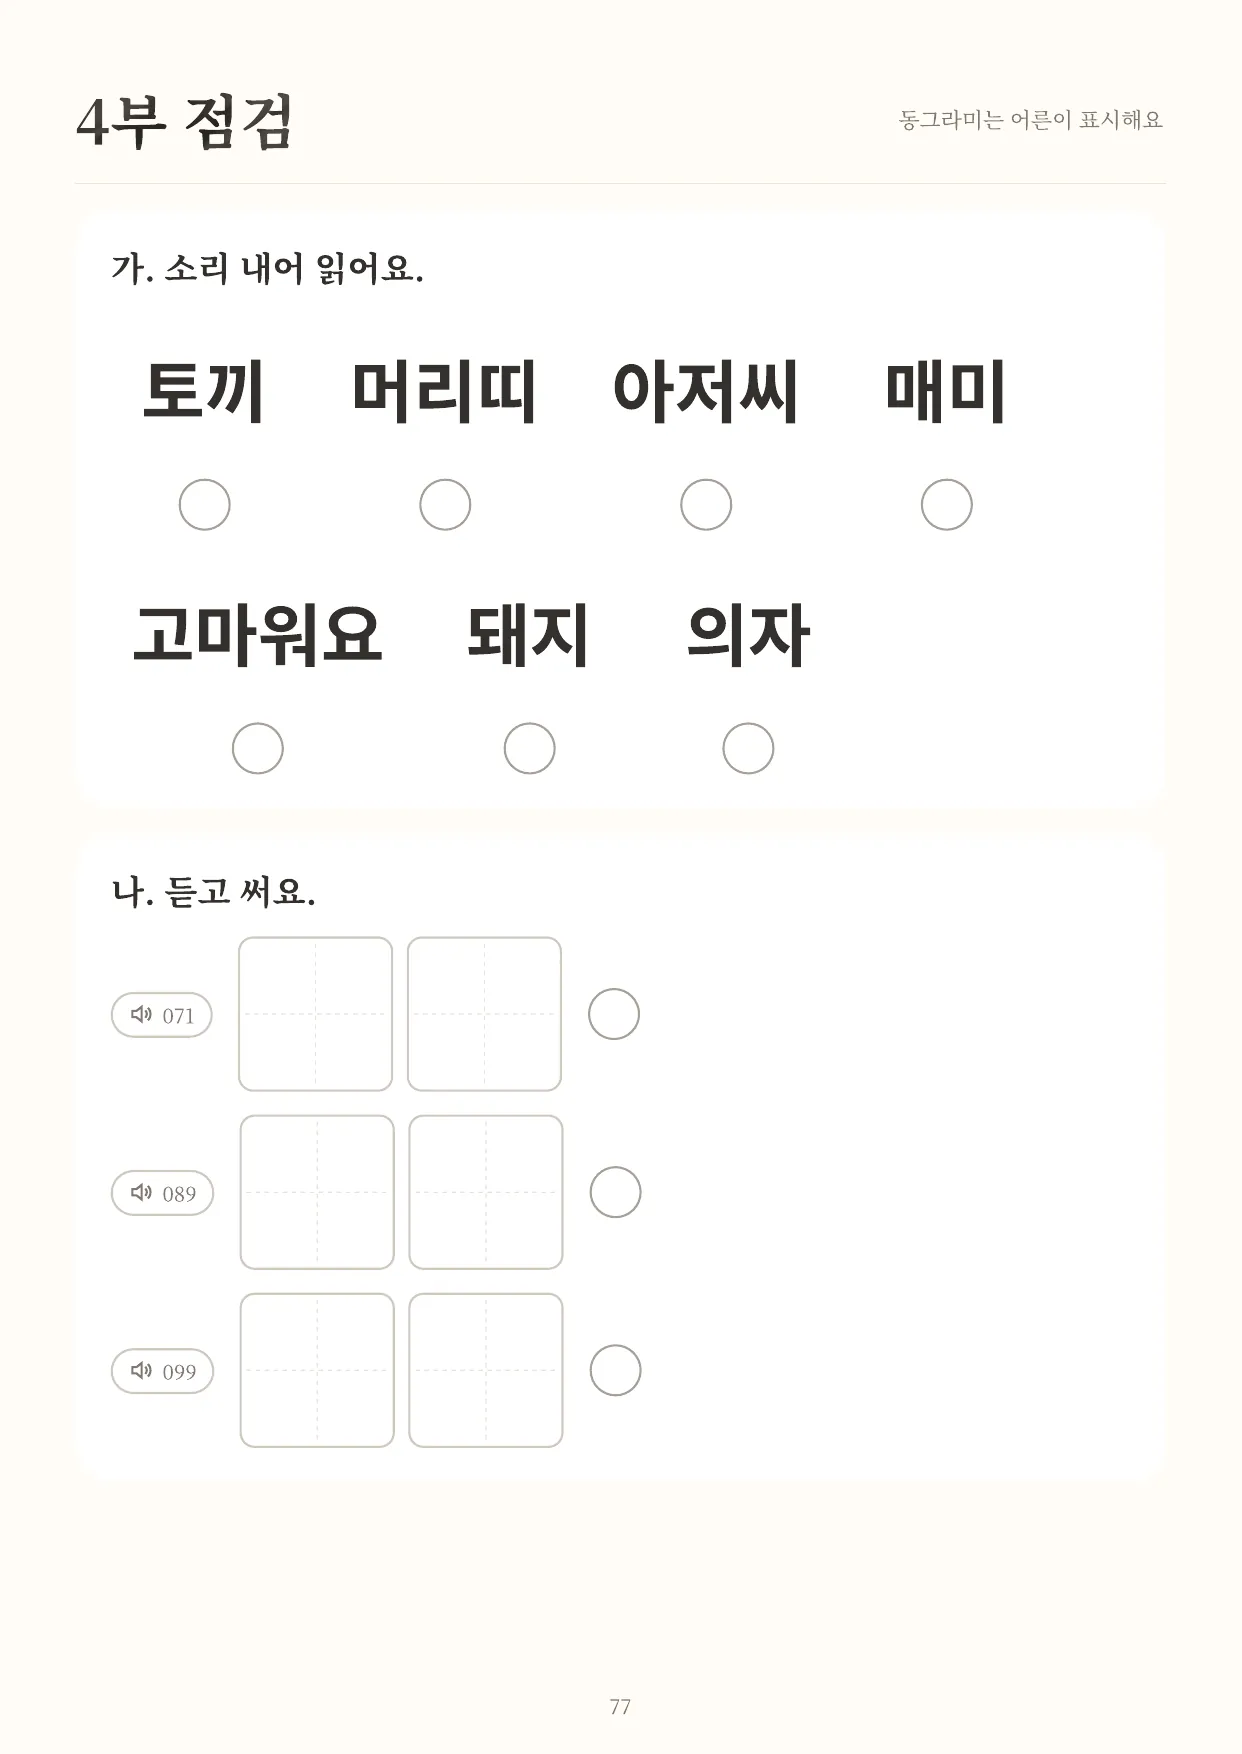 4부 점검
동그라미는 어른이 표시해요
가. 소리 내어 읽어요.
토끼 머리띠 아저씨 매미
고마워요 돼지 의자
나. 듣고 써요.
071
089
099
77